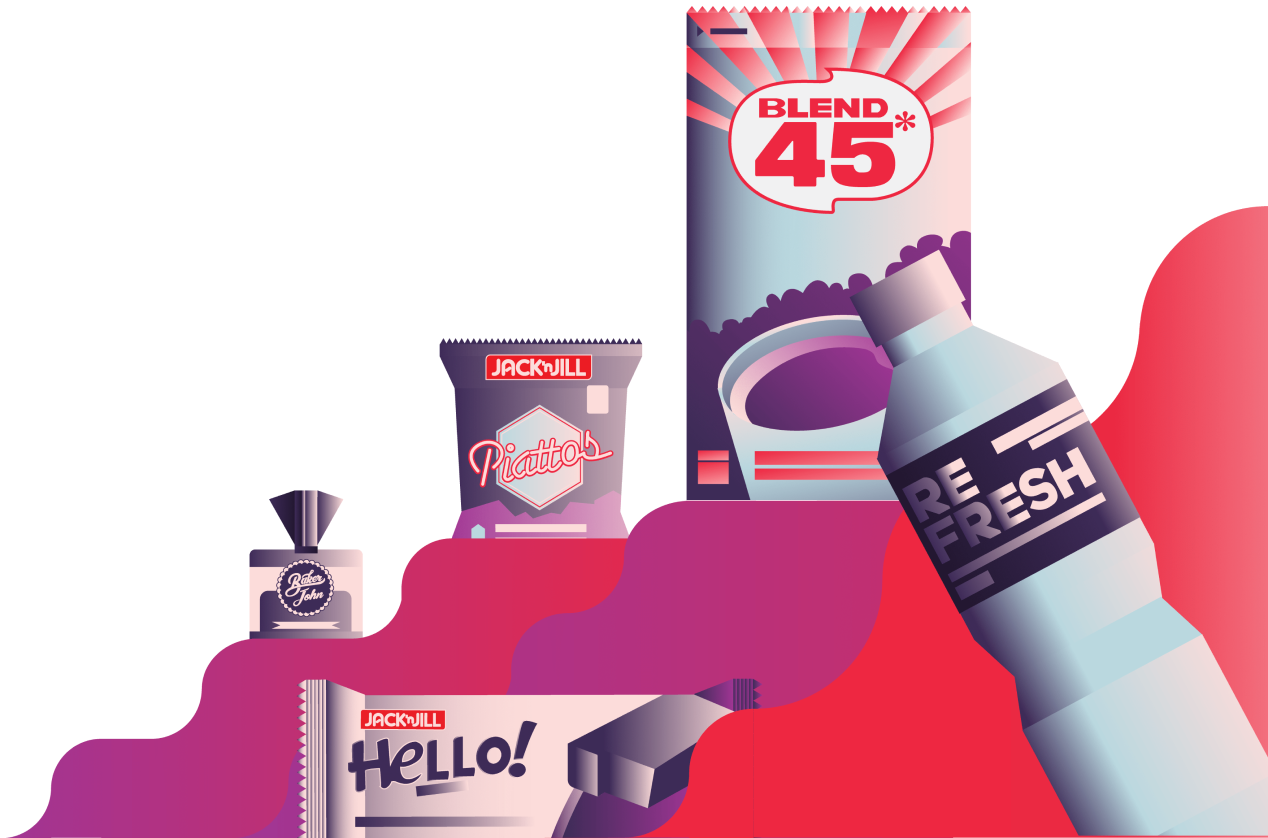 BLEND
45*
JACK 'n JILL
Piattos
RE
FRESH
Baker
John
JACK 'n JILL
HELLO!